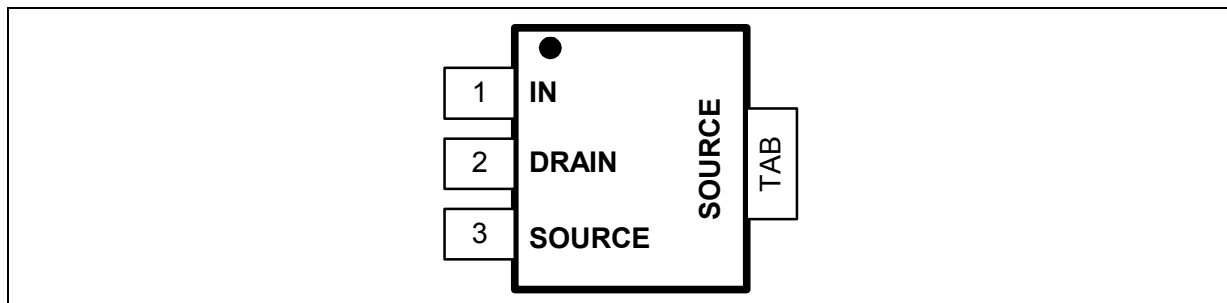 1 IN
2 DRAIN
3 SOURCE
SOURCE
TAB